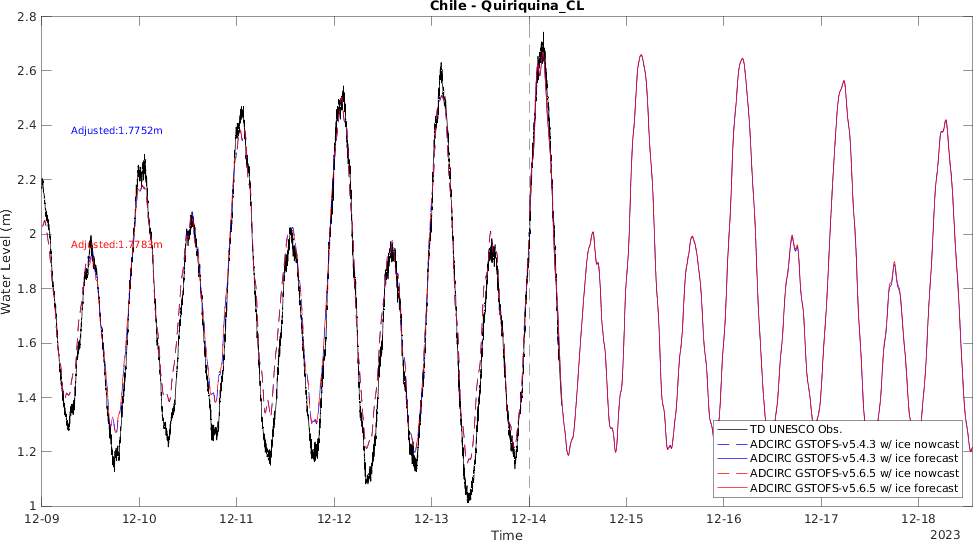 Chile - Quiriquina_CL
2.8
2.6
2.4
2.2
2
1.8
1.6
1.4
1.2
1
Water Level (m)
Adjusted:1.7752m
Adjusted:1.7783m
TD UNESCO Obs.
ADCIRC GSTOFS-v5.4.3 w/ ice nowcast
ADCIRC GSTOFS-v5.4.3 w/ ice forecast
ADCIRC GSTOFS-v5.6.5 w/ ice nowcast
ADCIRC GSTOFS-v5.6.5 w/ ice forecast
12-09 12-10 12-11 12-12 12-13 12-14 12-15 12-16 12-17 12-18
Time
2023